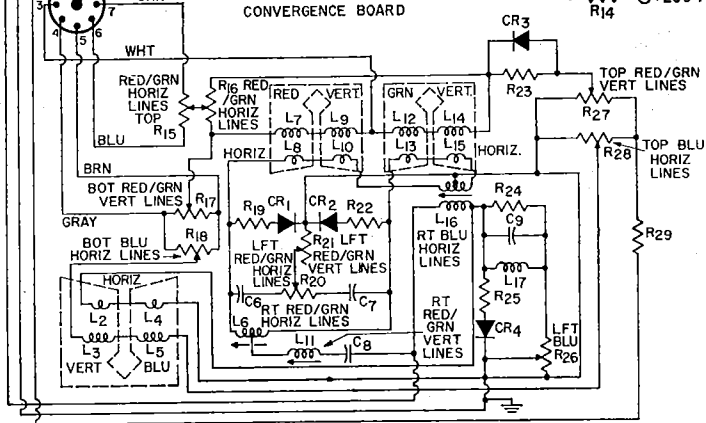 CONVERGENCE BOARD
3
7
4
5
6
R14
CR3
WHT
R23
TOP RED/GRN
VERT LINES
R27
RED/GRN
HORIZ
LINES
TOP
R15
R16 RED
/GRN
HORIZ
LINES
RED
VERT
GRN
VERT.
L7
L9
L12
L14
L8
L10
L13
L15
HORIZ
HORIZ.
BLU
R28
TOP BLU
HORIZ
LINES
BRN
BOT RED/GRN
VERT LINES
R17
GRAY
BOT BLU
HORIZ LINES
R18
R19
CR1
CR2
R22
L16
RT BLU
HORIZ
LINES
R24
C9
R29
LFT
RED/GRN
HORIZ
LINES
R21
LFT
RED/GRN
VERT LINES
R20
L17
C6
C7
RT RED/GRN
HORIZ LINES
R25
RT
RED/
GRN
VERT
LINES
CR4
LFT
BLU
R26
HORIZ
L2
L4
L3
L5
VERT
BLU
L6
L11
C8